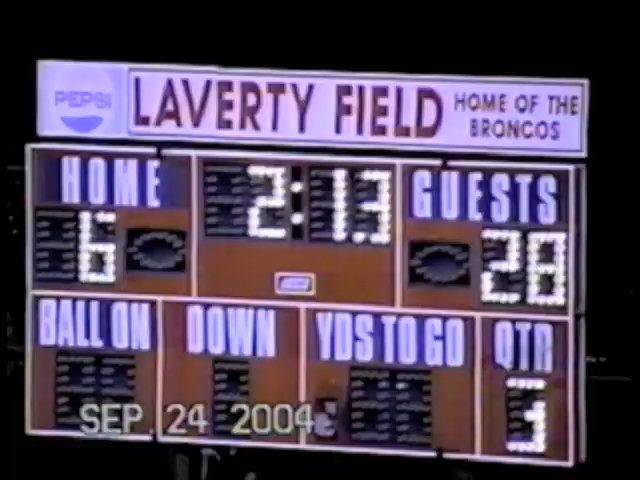 PEPSI
LAVERTY FIELD
HOME OF THE
BRONCOS
HOME
2:13
GUESTS
6
28
BALL ON
DOWN
YDS TO GO
QTR
3
SEP. 24 2004